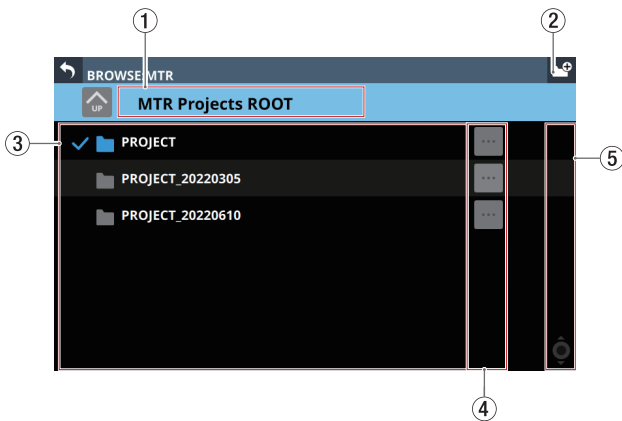 1
2
BROWSE:MTR
UP
MTR Projects ROOT
3
PROJECT
...
5
PROJECT_20220305
...
PROJECT_20220610
...
4